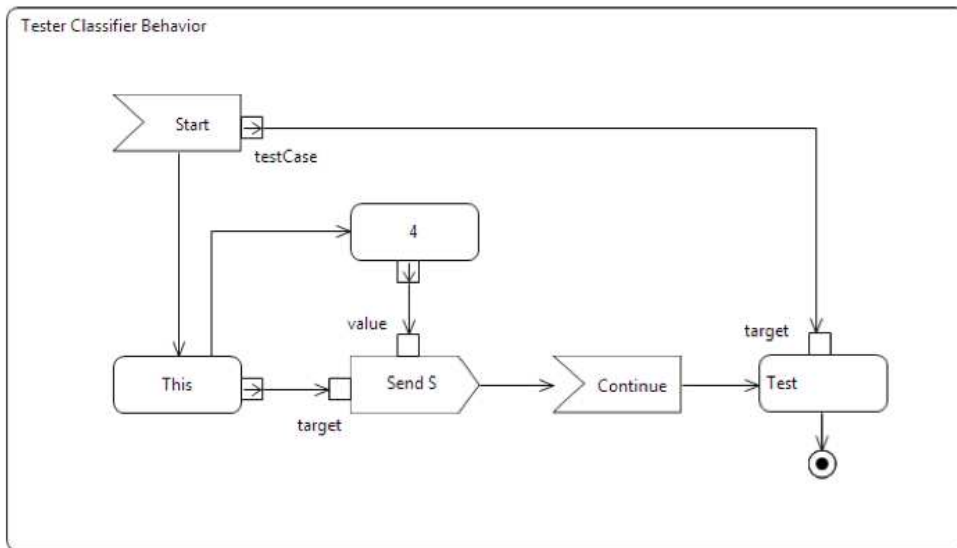 Tester Classifier Behavior
Start
testCase
4
value
target
This
Send S
Continue
Test
target